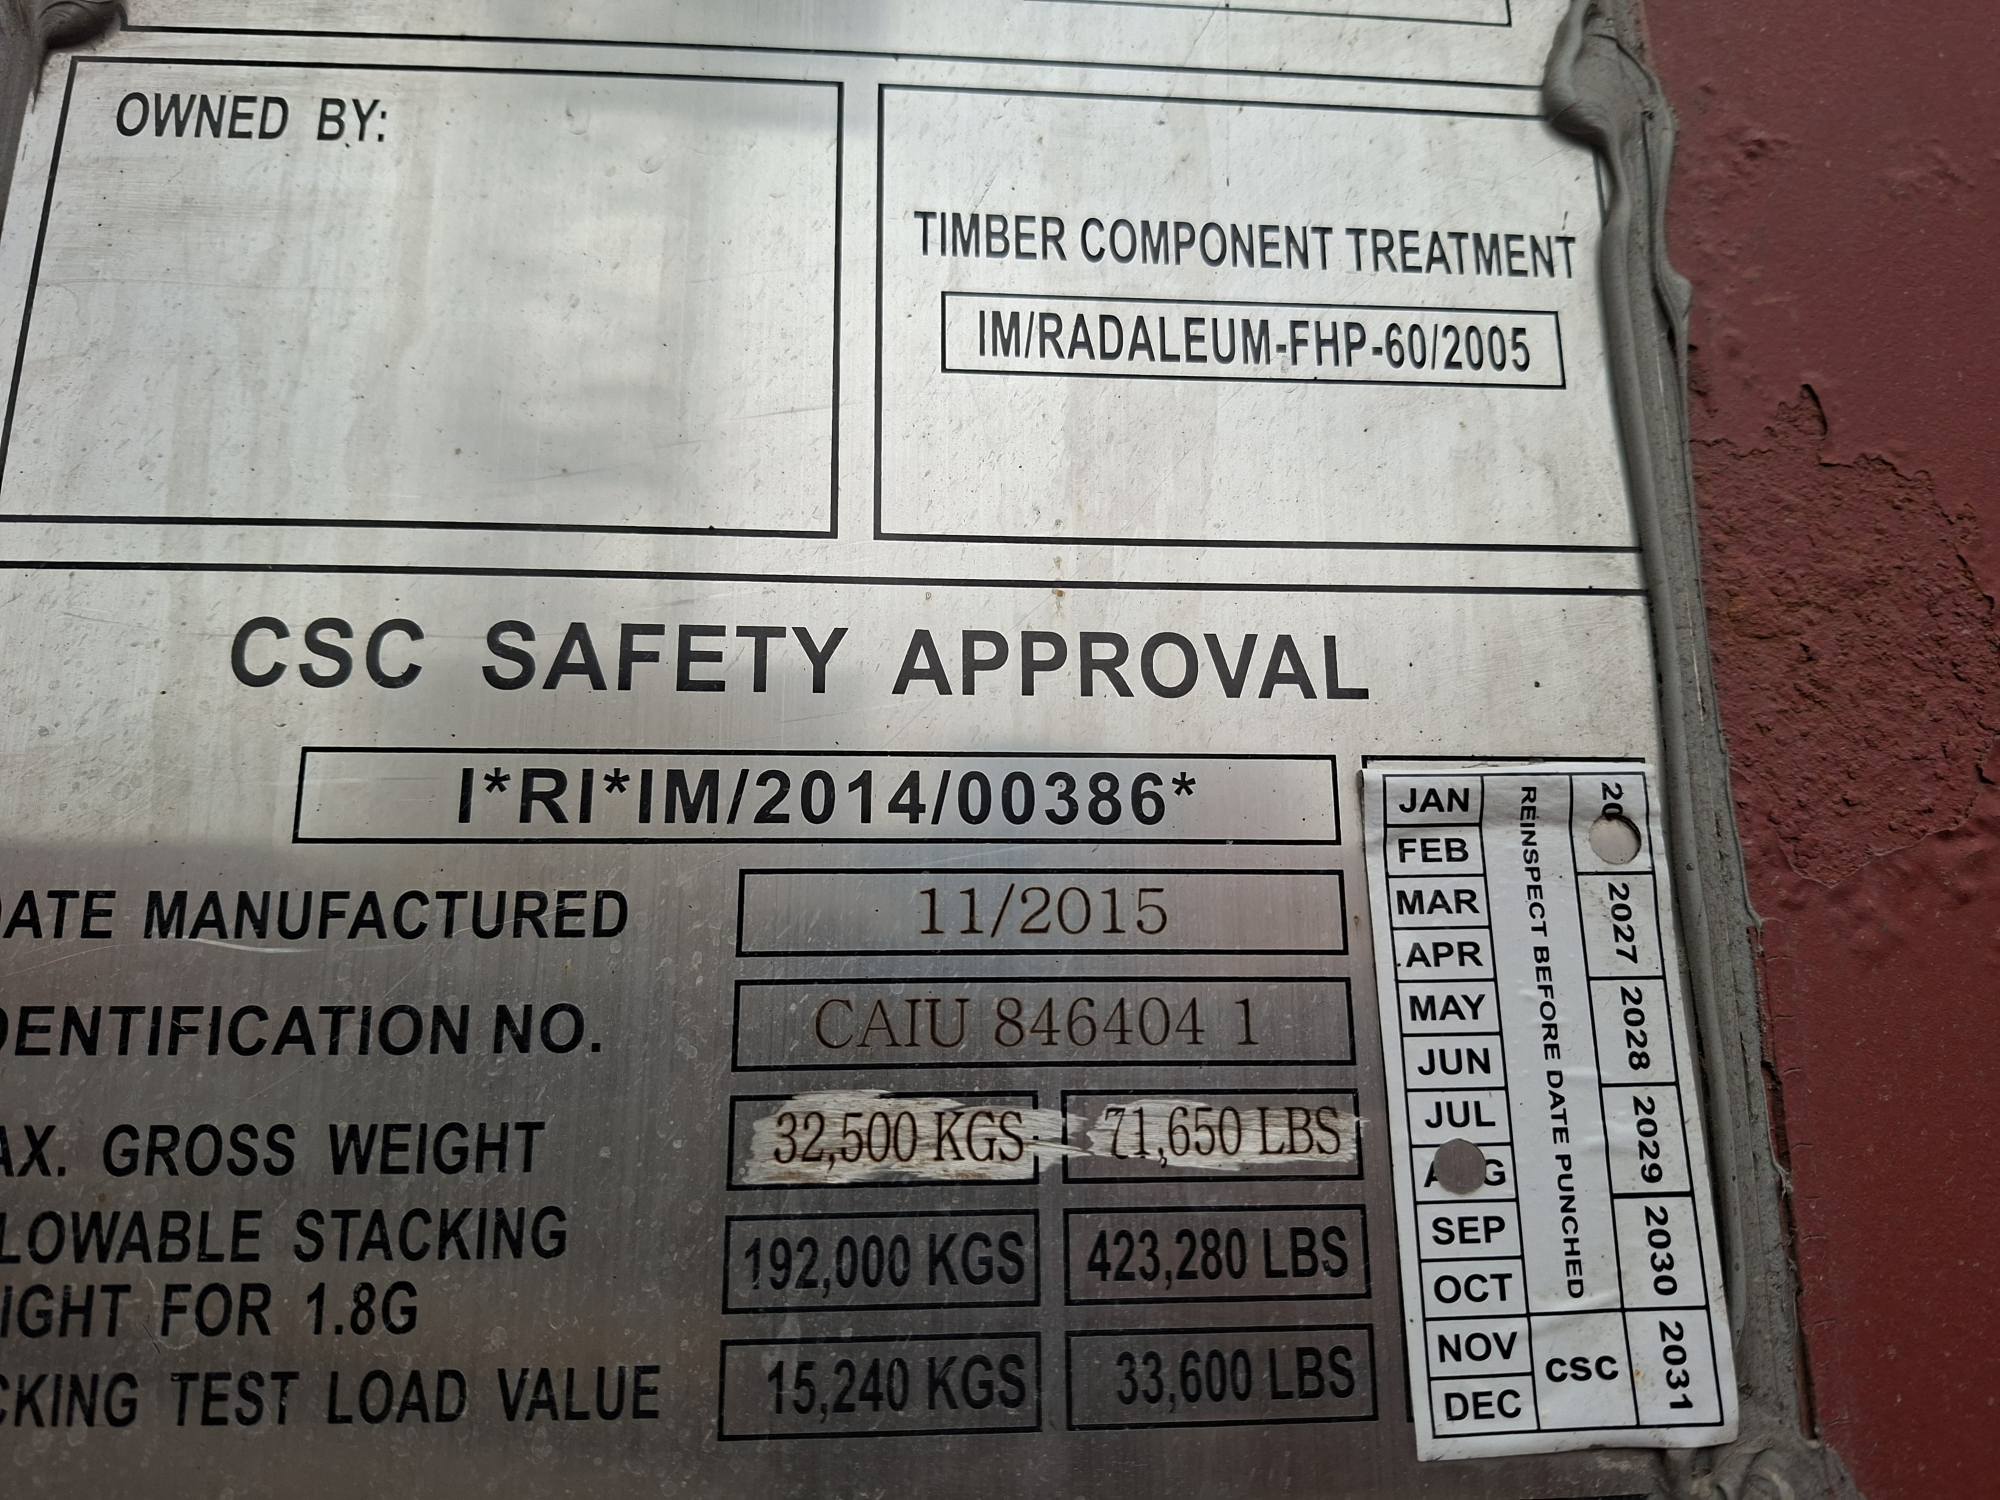 OWNED BY:
TIMBER COMPONENT TREATMENT
IM/RADALEUM-FHP-60/2005
CSC SAFETY APPROVAL
I*RI*IM/2014/00386*
ATE MANUFACTURED 11/2015
DENTIFICATION NO. CAIU 846404 1
AX. GROSS WEIGHT 32,500 KGS 71,650 LBS
LOWABLE STACKING
IGHT FOR 1.8G 192,000 KGS 423,280 LBS
CKING TEST LOAD VALUE 15,240 KGS 33,600 LBS
JAN
FEB
MAR
APR
MAY
JUN
JUL
A G
SEP
OCT
NOV
DEC
REINSPECT BEFORE DATE PUNCHED
CSC
20
2027
2028
2029
2030
2031